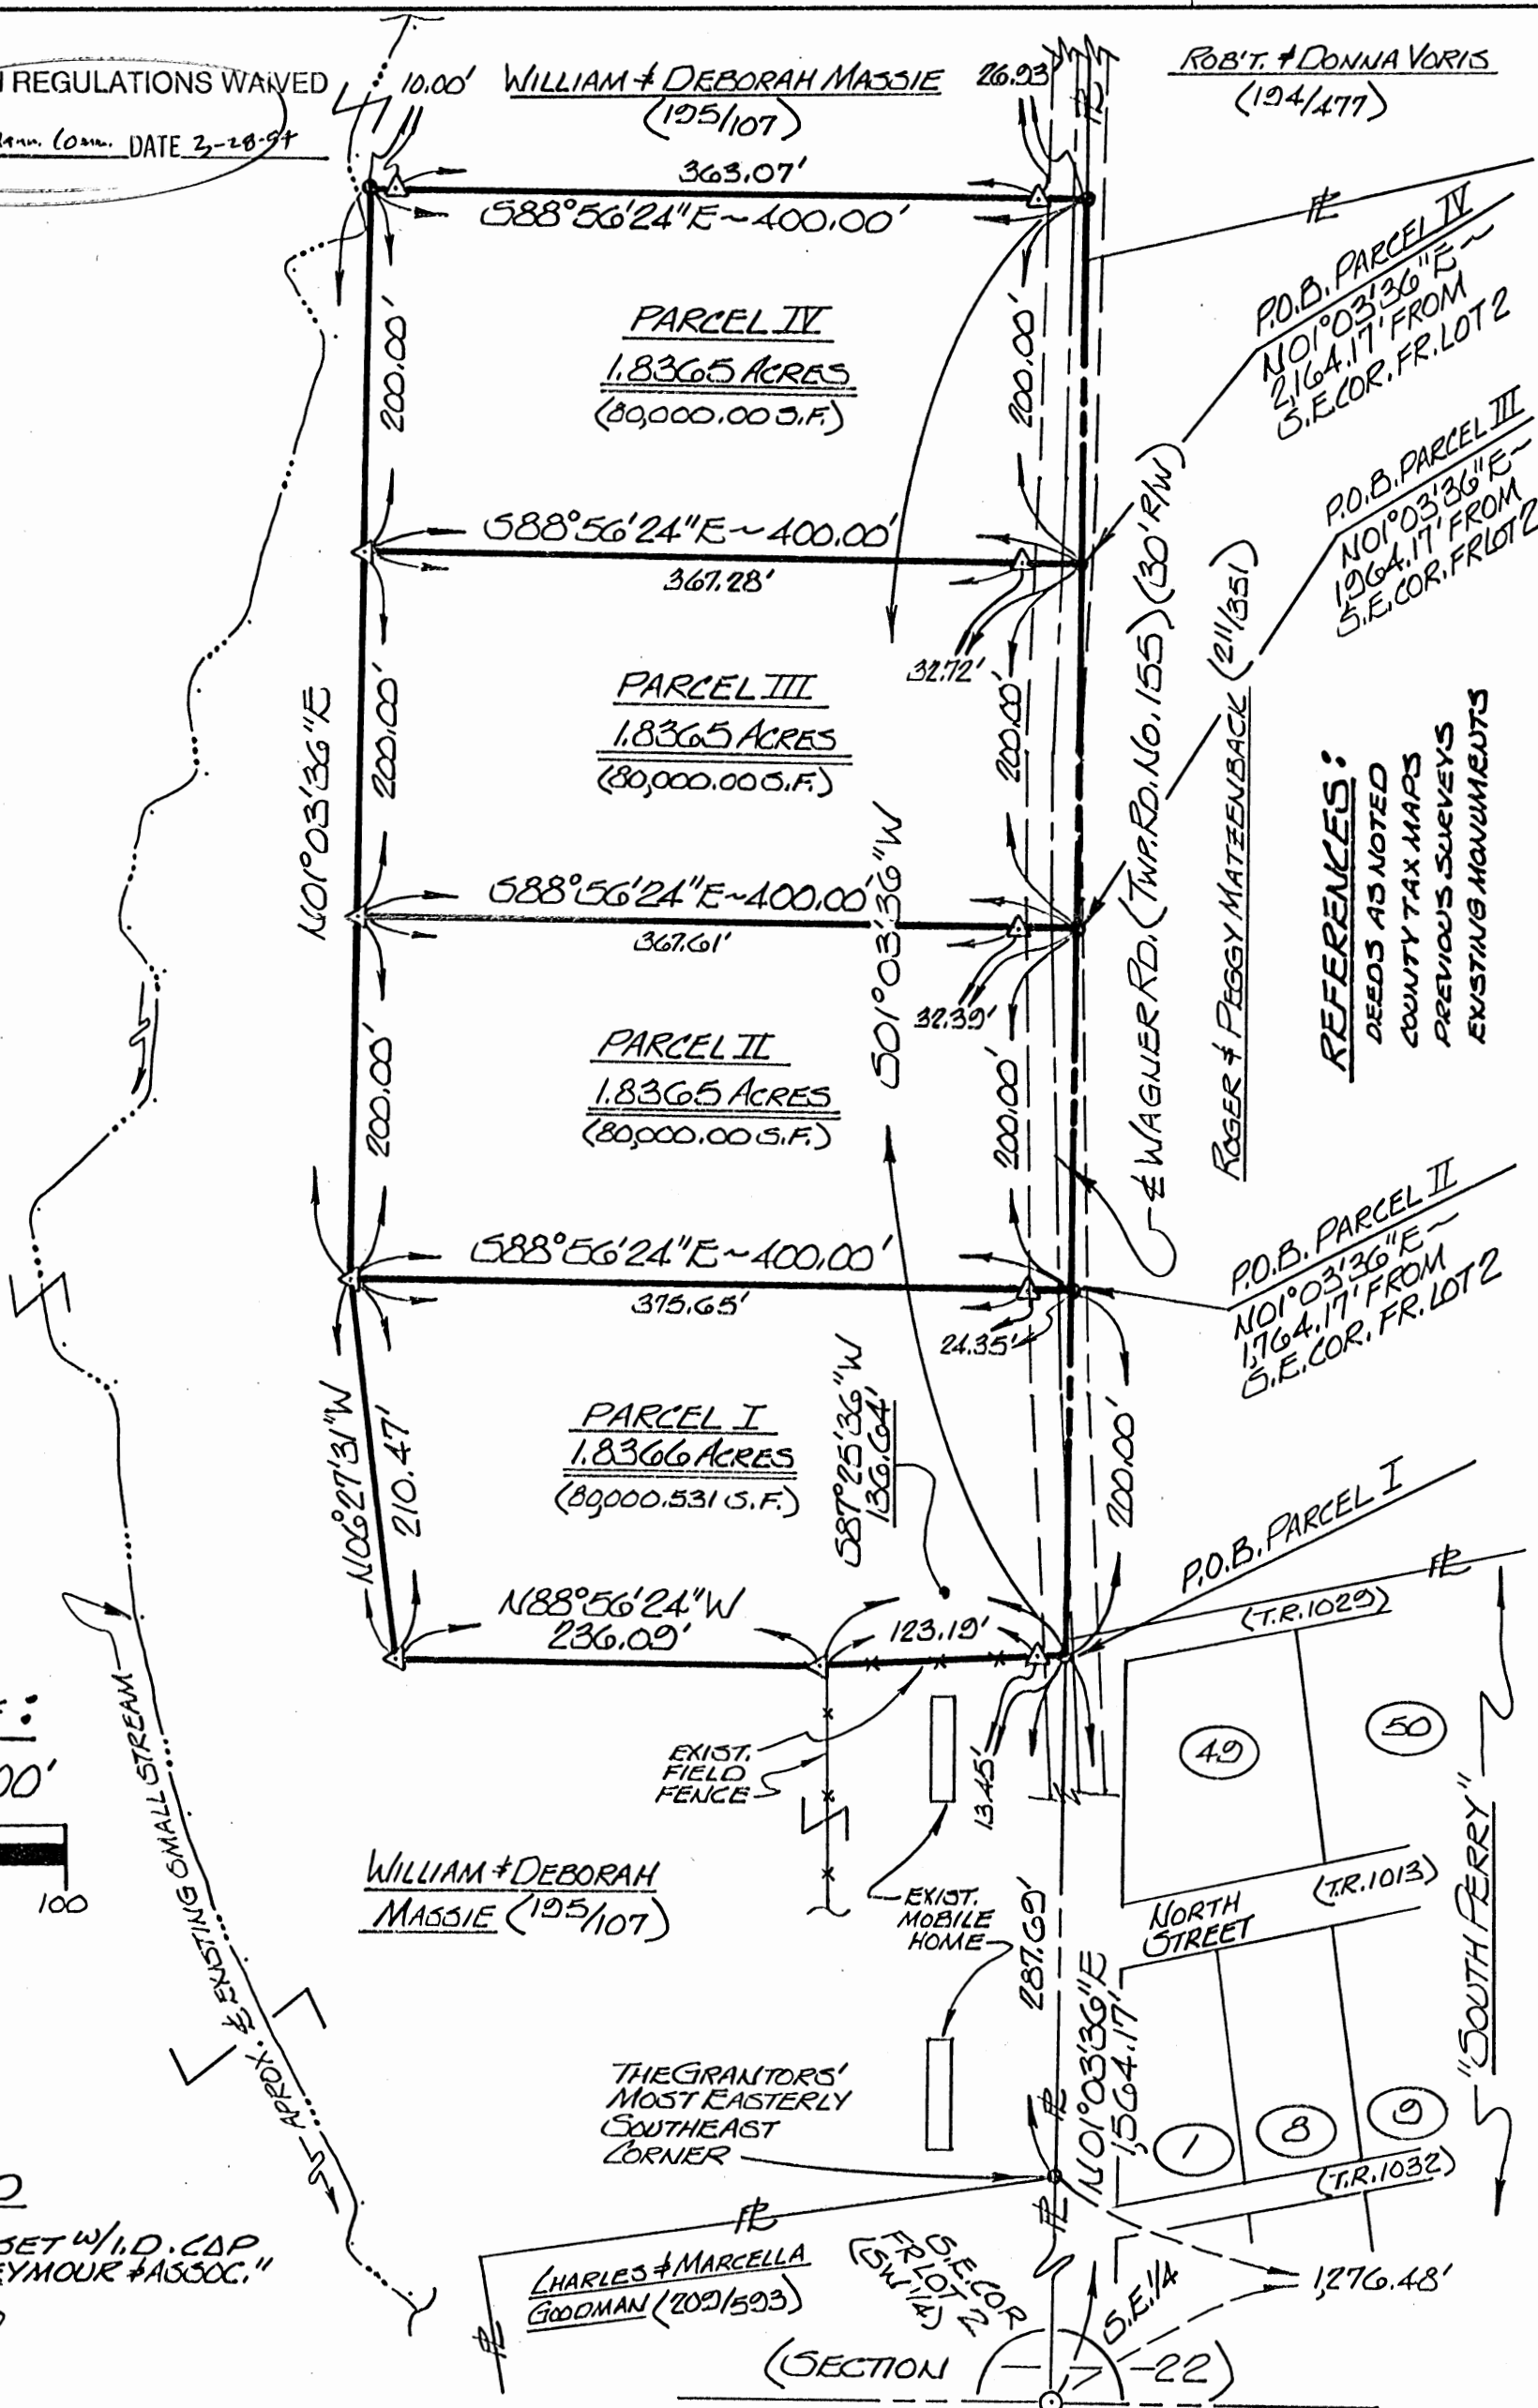 REGULATIONS WAIVED
DATE 3-28-94
10.00'
WILLIAM & DEBORAH MASSIE
(195/107)
26.93'
ROB'T. & DONNA VORIS
(194/477)
363.07'
S88°56'24"E~400.00'
PARCEL IV
1.8365 ACRES
(80,000.00 S.F.)
200.00'
200.00'
P.O.B. PARCEL IV
N01°03'36"E~
2,164.17' FROM
S.E. COR. FR. LOT 2
S88°56'24"E~400.00'
367.28'
32.72'
P.O.B. PARCEL III
N01°03'36"E~
1,964.17' FROM
S.E. COR. FR LOT 2
PARCEL III
1.8365 ACRES
(80,000.00 S.F.)
N01°03'36"E
200.00'
200.00'
℄ WAGNER RD. (TWP. RD. No. 155) (30' R/W)
ROGER & PEGGY MATZENBACK (211/351)
REFERENCES:
DEEDS AS NOTED
COUNTY TAX MAPS
PREVIOUS SURVEYS
EXISTING MONUMENTS
S88°56'24"E~400.00'
367.61'
32.39'
S01°03'36"W
PARCEL II
1.8365 ACRES
(80,000.00 S.F.)
200.00'
200.00'
P.O.B. PARCEL II
N01°03'36"E~
1,764.17' FROM
S.E. COR. FR. LOT 2
S88°56'24"E~400.00'
375.65'
24.35'
PARCEL I
1.8366 ACRES
(80,000.531 S.F.)
N06°27'31"W
210.47'
S87°25'36"W
136.64'
200.00'
P.O.B. PARCEL I
N88°56'24"W
236.09'
123.19'
13.45'
(T.R. 1029)
49
50
EXIST.
FIELD
FENCE
APROX. ℄ EXISTING SMALL STREAM
00'
100
WILLIAM & DEBORAH
MASSIE (195/107)
EXIST.
MOBILE
HOME
287.69'
N01°03'36"E
1,564.17'
NORTH
STREET
(T.R. 1013)
"SOUTH PERRY"
1
8
9
(T.R. 1032)
THE GRANTORS'
MOST EASTERLY
SOUTHEAST
CORNER
SET W/I.D. CAP
EYMOUR & ASSOC."
CHARLES & MARCELLA
GOODMAN (209/593)
S.E. COR
FR LOT 2
(SW 1/4)
S.E. 1/4
1,276.48'
(SECTION -7-22)